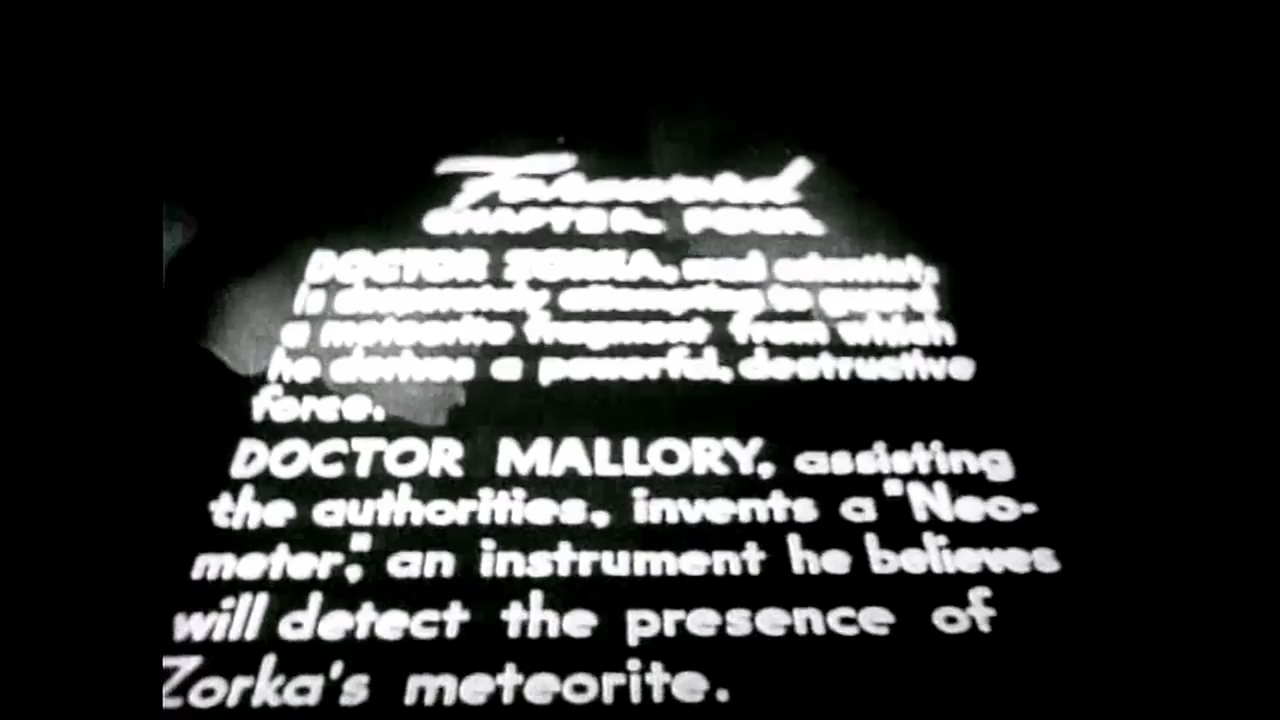 Foreword
CHAPTER FOUR
DOCTOR ZORKA, mad scientist,
is desperately attempting to guard
a meteorite fragment from which
he derives a powerful, destructive
force.
DOCTOR MALLORY, assisting
the authorities, invents a "Neo-
meter," an instrument he believes
will detect the presence of
Zorka's meteorite.